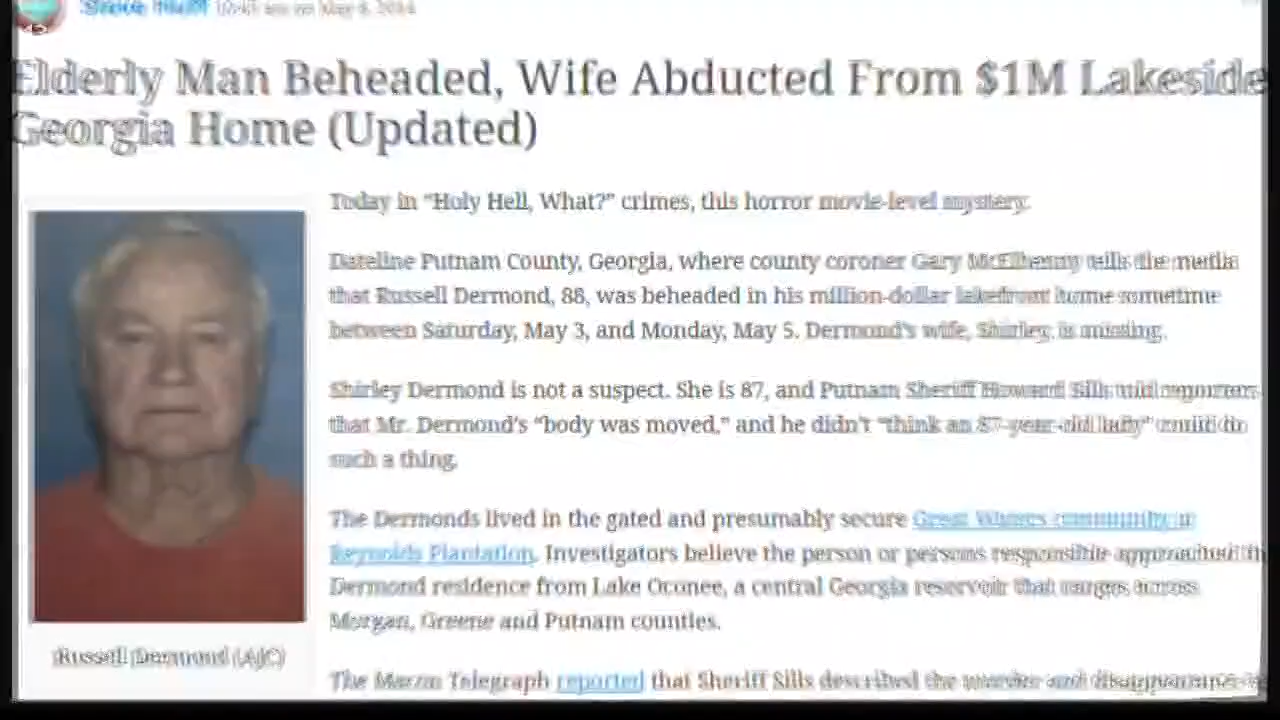 10:45 am on May 8, 2014
Elderly Man Beheaded, Wife Abducted From $1M Lakeside
Georgia Home (Updated)
Today in “Holy Hell, What?” crimes, this horror movie-level mystery.
Dateline Putnam County, Georgia, where county coroner Gary McElhenny tells the media
that Russell Dermond, 88, was beheaded in his million-dollar lakefront home sometime
between Saturday, May 3, and Monday, May 5. Dermond’s wife, Shirley, is missing.
Shirley Dermond is not a suspect. She is 87, and Putnam Sheriff Howard Sills told reporters
that Mr. Dermond’s “body was moved,” and he didn’t “think an 87-year-old lady” could do
such a thing.
The Dermonds lived in the gated and presumably secure Great Waters community in
Reynolds Plantation. Investigators believe the person or persons responsible approached
Dermond residence from Lake Oconee, a central Georgia reservoir that ranges across
Morgan, Greene and Putnam counties.
Russell Dermond (AJC)
The Macon Telegraph reported that Sheriff Sills described the murder and disappearance